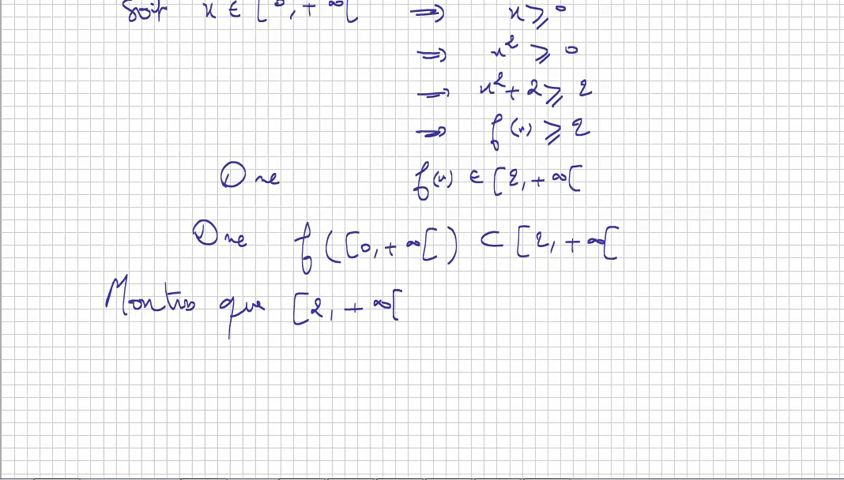 Soit x ∈ [0, +∞[ ⟹ x ⩾ 0
⟹ x² ⩾ 0
⟹ x² + 2 ⩾ 2
⟹ f(x) ⩾ 2
Donc f(x) ∈ [2, +∞[
Donc f([0, +∞[) ⊂ [2, +∞[
Montrons que [2, +∞[